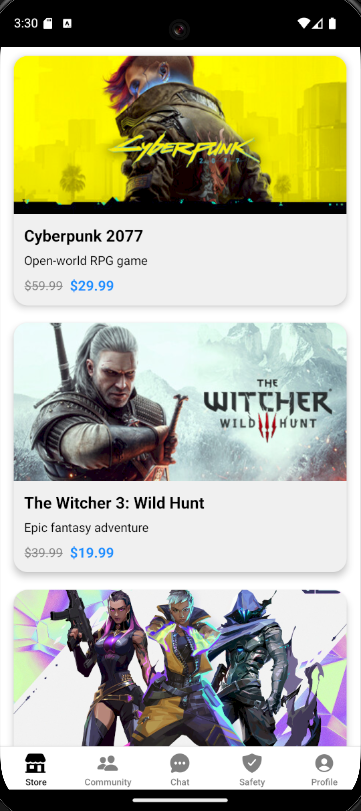 3:30
Cyberpunk
2077
Cyberpunk 2077
Open-world RPG game
$59.99 $29.99
THE
WITCHER
WILD HUNT
The Witcher 3: Wild Hunt
Epic fantasy adventure
$39.99 $19.99
Store Community Chat Safety Profile